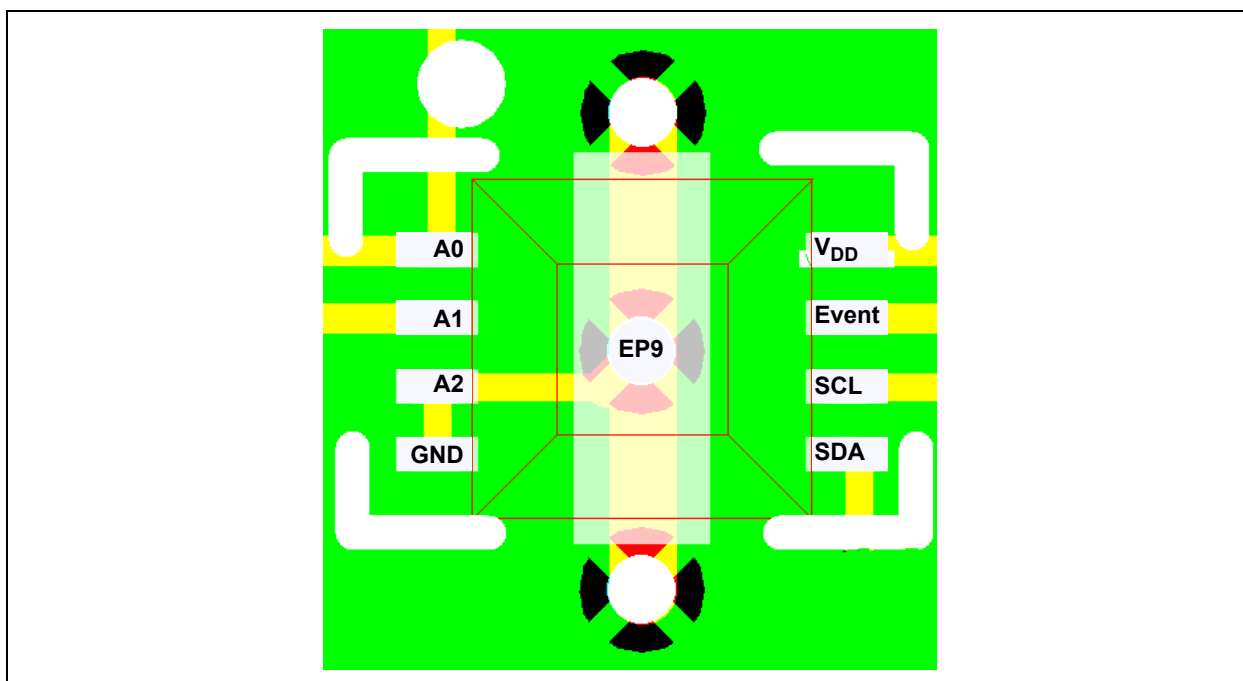 A0
A1
A2
GND
EP9
VDD
Event
SCL
SDA